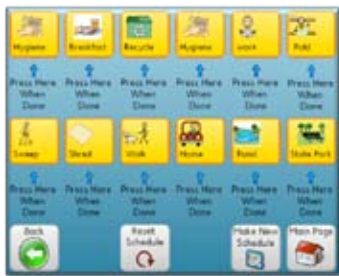 Hygiene Breakfast Recycle Hygiene work Fold
Press Here Press Here Press Here Press Here Press Here Press Here
When When When When When When
Done Done Done Done Done Done
Sweep Shred Walk Home Pond State Park
Press Here Press Here Press Here Press Here Press Here Press Here
When When When When When When
Done Done Done Done Done Done
Back Reset Make New Main Page
Schedule Schedule